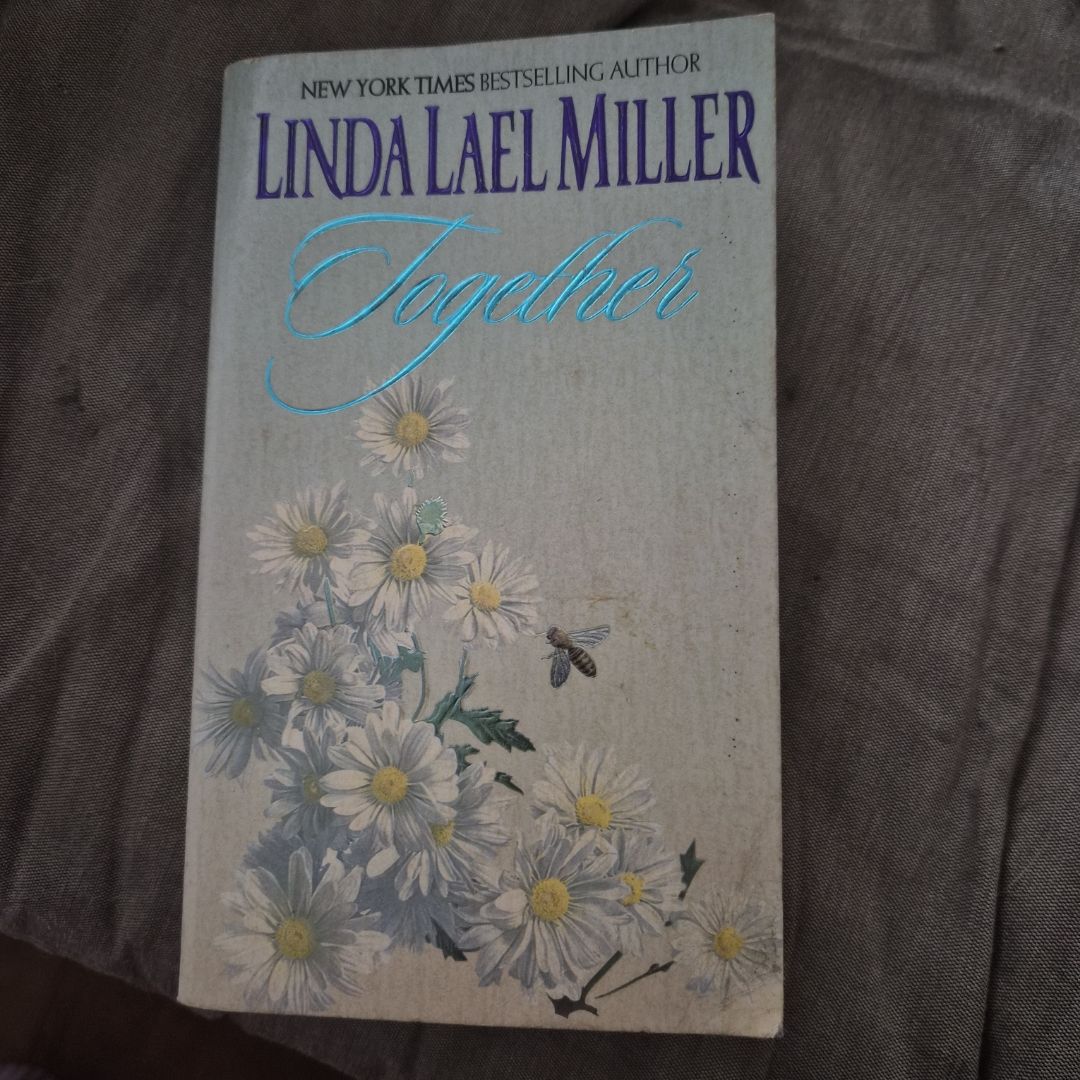 NEW YORK TIMES BESTSELLING AUTHOR
LINDA LAEL MILLER
Together